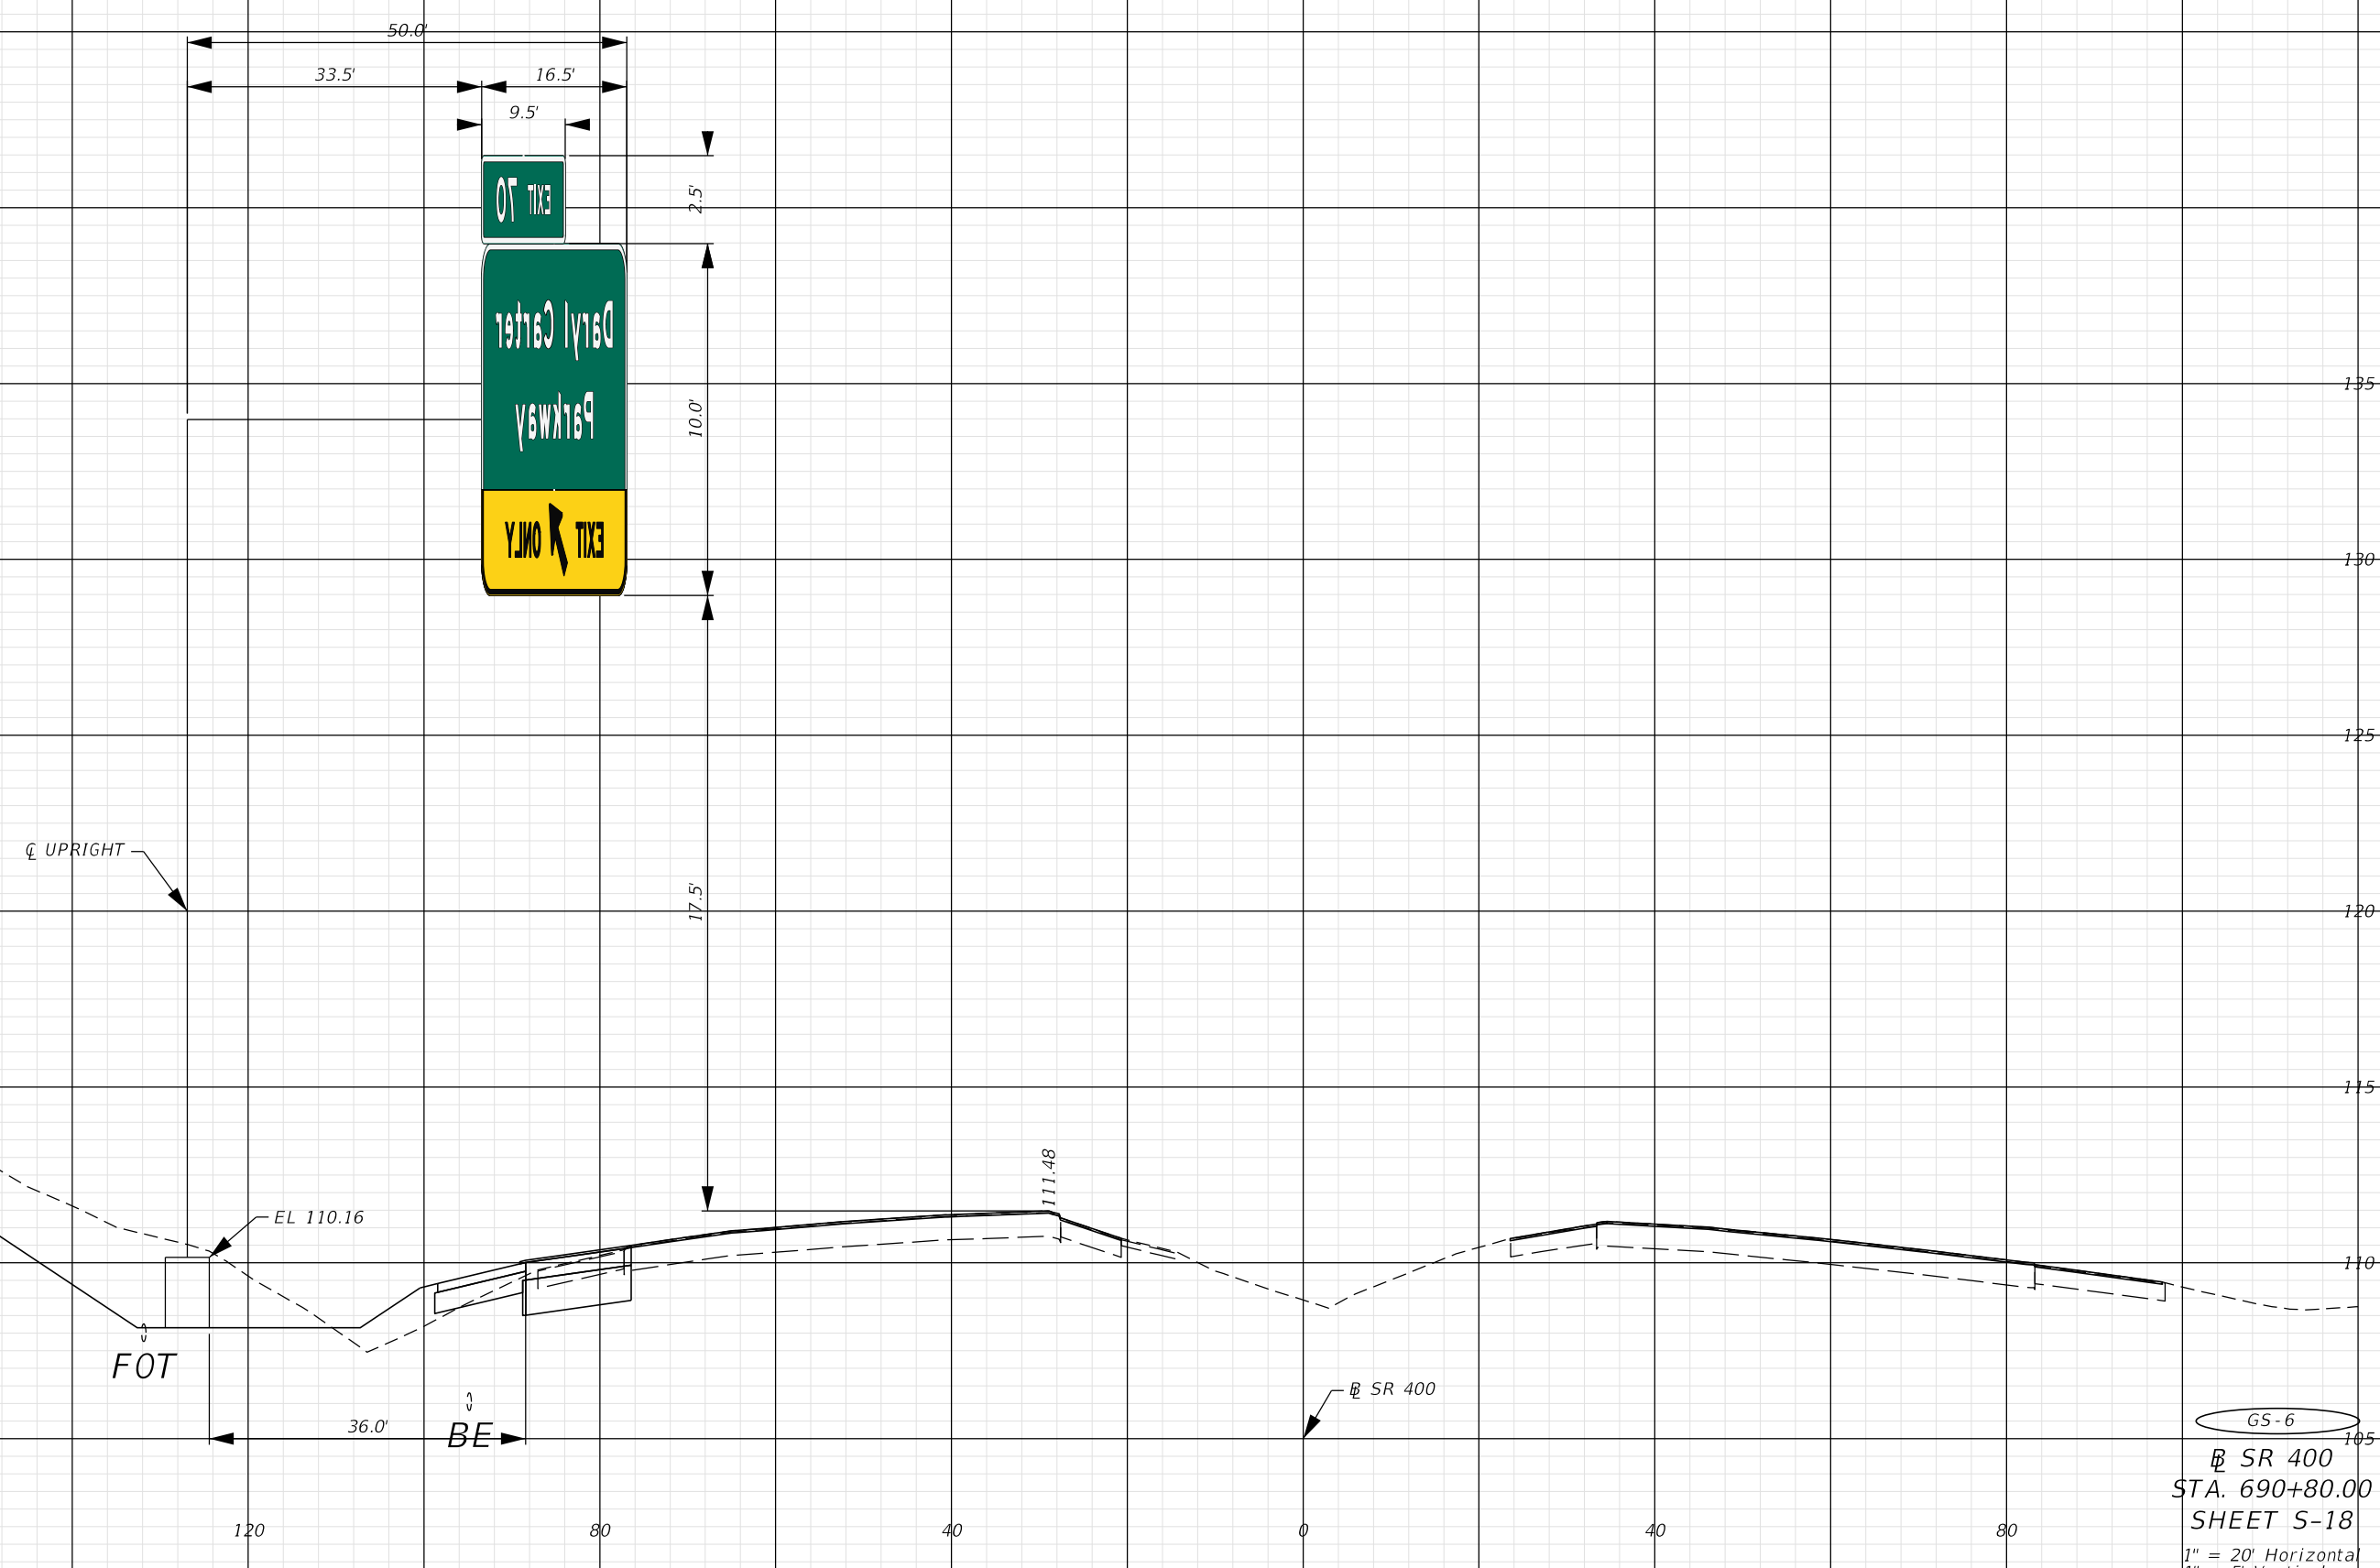 50.0'
33.5'
16.5'
9.5'
2.5'
EXIT 70
Daryl Carter
Parkway
EXIT ONLY
10.0'
135
130
125
℄ UPRIGHT
17.5'
120
115
111.48
EL 110.16
110
FOT
36.0'
BE
B̲L SR 400
GS-6
105
B̲L SR 400
STA. 690+80.00
SHEET S-18
120
80
40
0
40
80
1" = 20' Horizontal